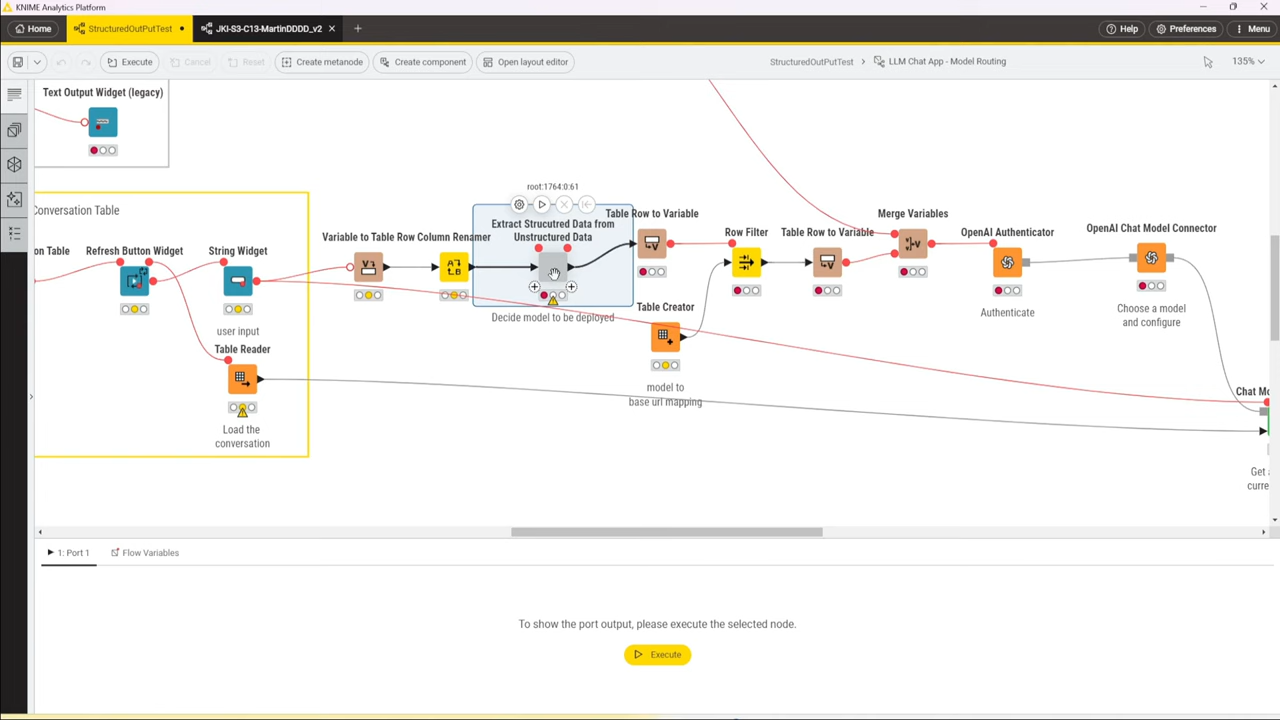 KNIME Analytics Platform
Home
StructuredOutPutTest
JKI-S3-C13-MartinDDDD_v2
Help
Preferences
Menu
Execute
Cancel
Reset
Create metanode
Create component
Open layout editor
StructuredOutPutTest > LLM Chat App - Model Routing
135%
Text Output Widget (legacy)
Conversation Table
on Table
Refresh Button Widget
String Widget
user input
Table Reader
Load the
conversation
Variable to Table Row
Column Renamer
root:1764:0:61
Extract Strucutred Data from
Unstructured Data
Decide model to be deployed
Table Row to Variable
Table Creator
model to
base url mapping
Row Filter
Table Row to Variable
Merge Variables
OpenAI Authenticator
Authenticate
OpenAI Chat Model Connector
Choose a model
and configure
Chat Mo
Get a
curre
1: Port 1
Flow Variables
To show the port output, please execute the selected node.
Execute